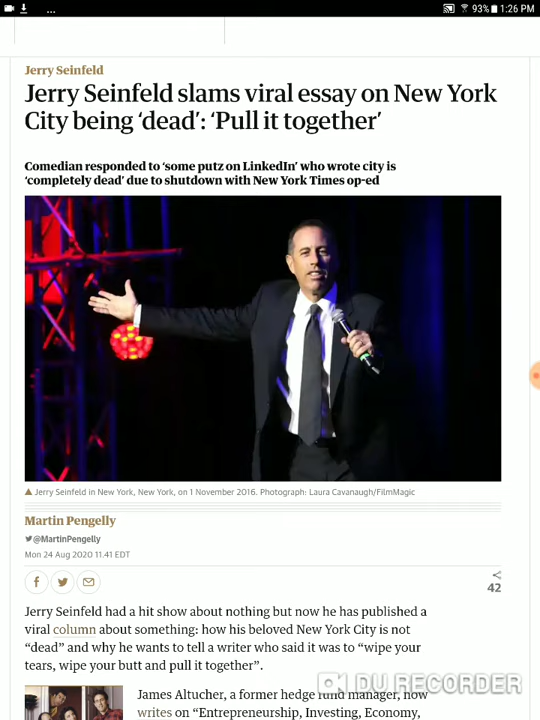 ... 93% 1:26 PM
Jerry Seinfeld
Jerry Seinfeld slams viral essay on New York
City being ‘dead’: ‘Pull it together’
Comedian responded to ‘some putz on LinkedIn’ who wrote city is
‘completely dead’ due to shutdown with New York Times op-ed
Jerry Seinfeld in New York, New York, on 1 November 2016. Photograph: Laura Cavanaugh/FilmMagic
Martin Pengelly
@MartinPengelly
Mon 24 Aug 2020 11.41 EDT
42
Jerry Seinfeld had a hit show about nothing but now he has published a
viral column about something: how his beloved New York City is not
“dead” and why he wants to tell a writer who said it was to “wipe your
tears, wipe your butt and pull it together”.
DU RECORDER
James Altucher, a former hedge fund manager, now
writes on “Entrepreneurship, Investing, Economy,